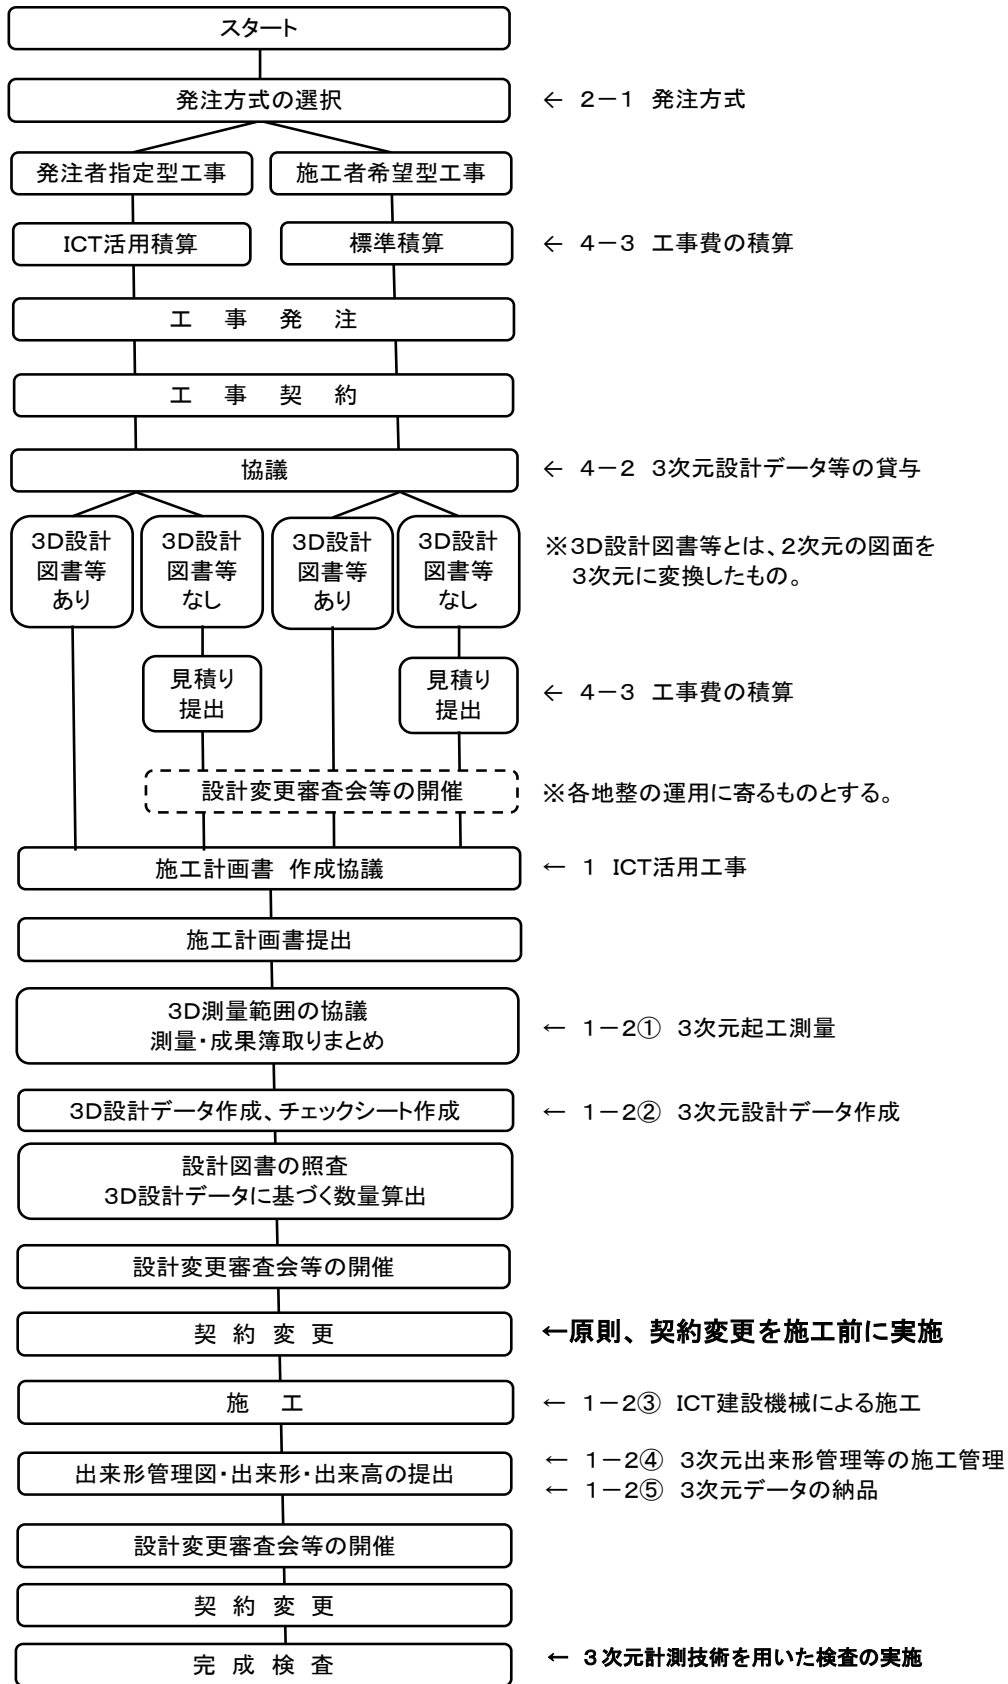 スタート
発注方式の選択
← 2－1 発注方式
発注者指定型工事
施工者希望型工事
ICT活用積算
標準積算
← 4－3 工事費の積算
工 事 発 注
工 事 契 約
協議
← 4－2 3次元設計データ等の貸与
3D設計
図書等
あり
3D設計
図書等
なし
3D設計
図書等
あり
3D設計
図書等
なし
※3D設計図書等とは、2次元の図面を
3次元に変換したもの。
見積り
提出
見積り
提出
← 4－3 工事費の積算
設計変更審査会等の開催
※各地整の運用に寄るものとする。
施工計画書 作成協議
← 1 ICT活用工事
施工計画書提出
3D測量範囲の協議
測量・成果簿取りまとめ
← 1－2① 3次元起工測量
3D設計データ作成、チェックシート作成
← 1－2② 3次元設計データ作成
設計図書の照査
3D設計データに基づく数量算出
設計変更審査会等の開催
契 約 変 更
←原則、契約変更を施工前に実施
施 工
← 1－2③ ICT建設機械による施工
出来形管理図・出来形・出来高の提出
← 1－2④ 3次元出来形管理等の施工管理
← 1－2⑤ 3次元データの納品
設計変更審査会等の開催
契 約 変 更
完 成 検 査
← 3次元計測技術を用いた検査の実施